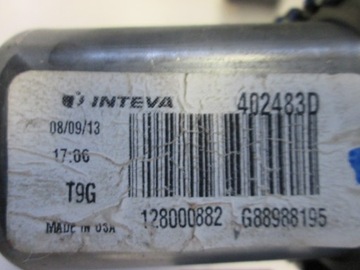 INTEVA 402483D
08/09/13
17:06
T9G
MADE IN USA 128000882 G88988195